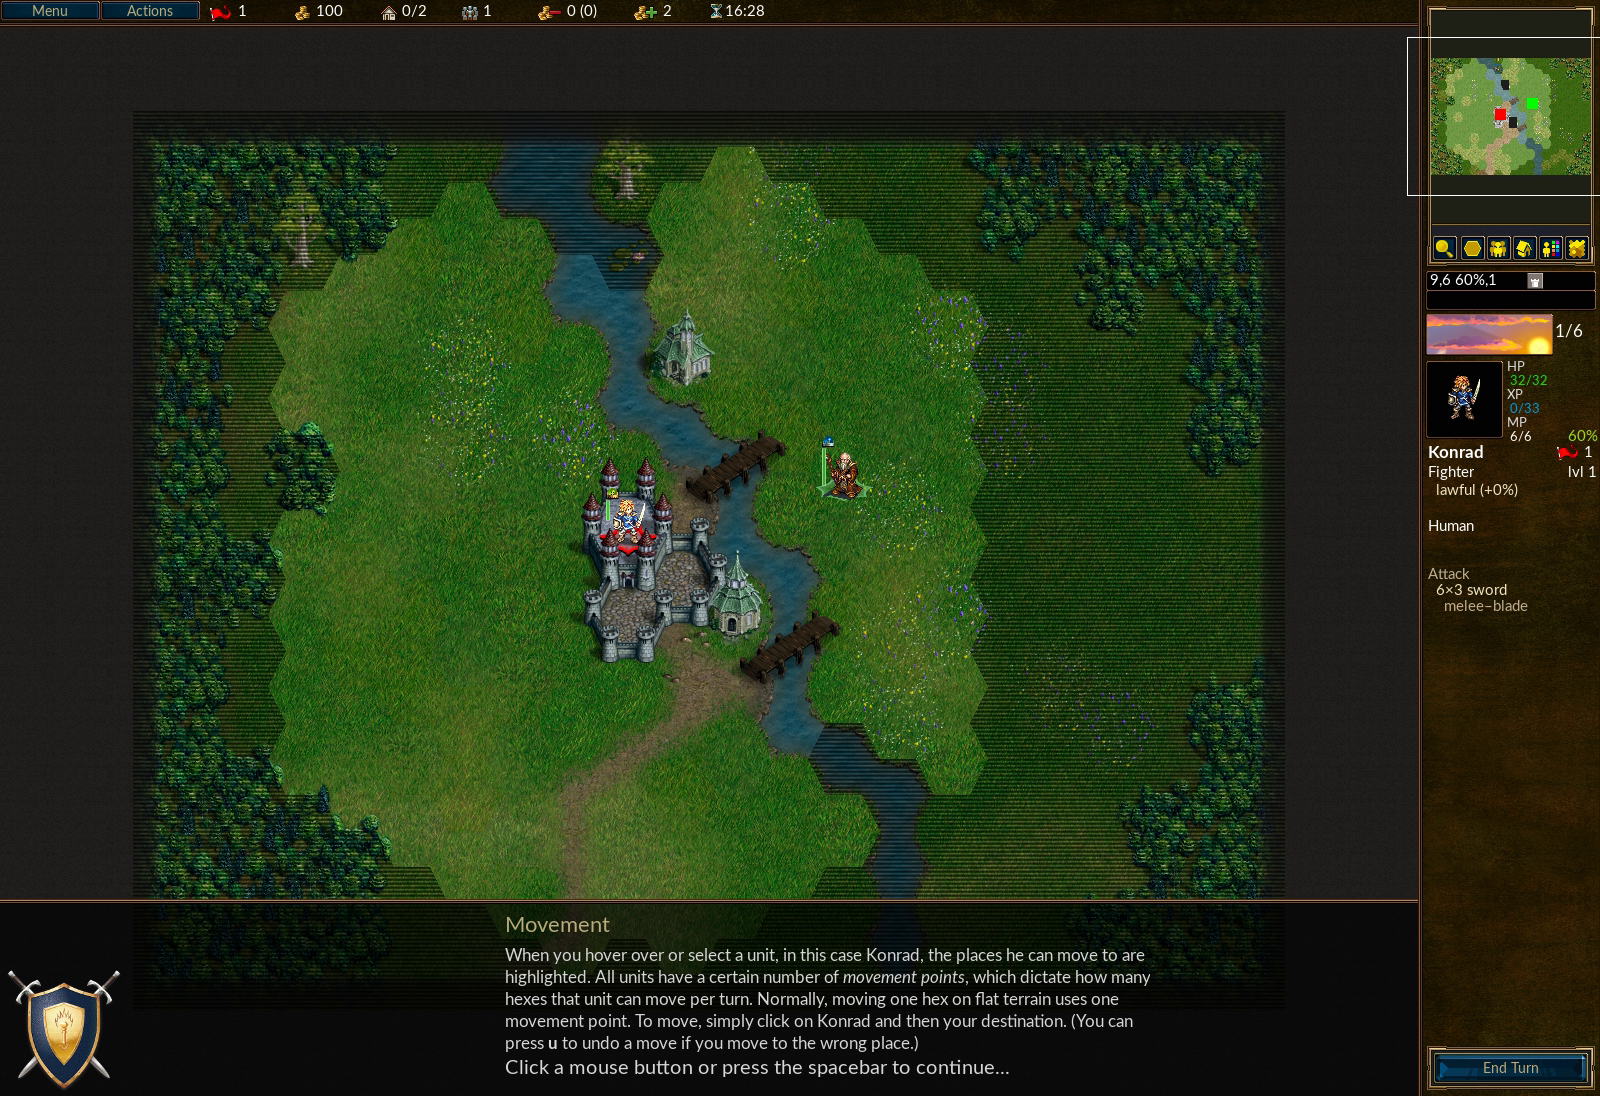 Menu Actions 1 100 0/2 1 0 (0) 2 16:28
9,6 60%,1
1/6
HP
32/32
XP
0/33
MP
6/6 60%
Konrad 1
Fighter lvl 1
lawful (+0%)
Human
Attack
6×3 sword
melee–blade
Movement
When you hover over or select a unit, in this case Konrad, the places he can move to are
highlighted. All units have a certain number of movement points, which dictate how many
hexes that unit can move per turn. Normally, moving one hex on flat terrain uses one
movement point. To move, simply click on Konrad and then your destination. (You can
press u to undo a move if you move to the wrong place.)
Click a mouse button or press the spacebar to continue...
End Turn